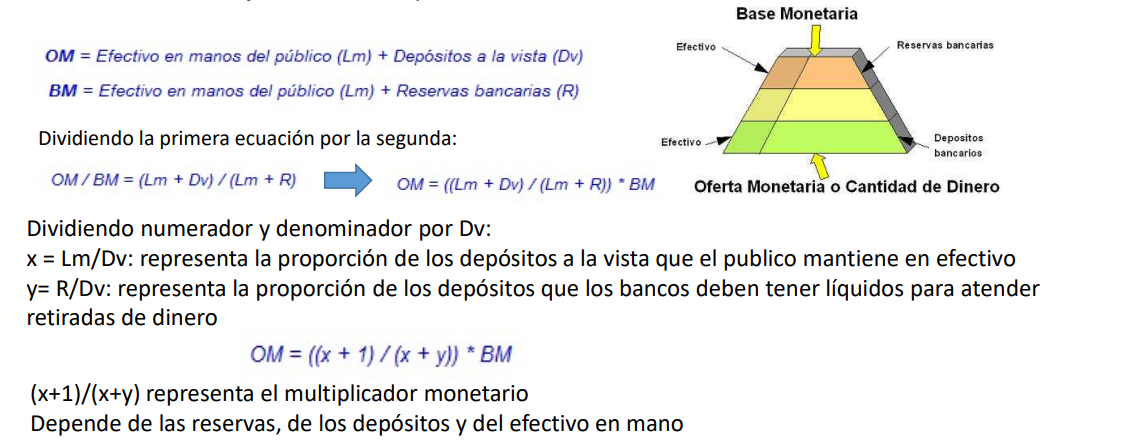 OM = Efectivo en manos del público (Lm) + Depósitos a la vista (Dv)
BM = Efectivo en manos del público (Lm) + Reservas bancarias (R)
Dividiendo la primera ecuación por la segunda:
OM / BM = (Lm + Dv) / (Lm + R)
OM = ((Lm + Dv) / (Lm + R)) * BM
Base Monetaria
Efectivo
Reservas bancarias
Efectivo
Depositos
bancarios
Oferta Monetaria o Cantidad de Dinero
Dividiendo numerador y denominador por Dv:
x = Lm/Dv: representa la proporción de los depósitos a la vista que el publico mantiene en efectivo
y= R/Dv: representa la proporción de los depósitos que los bancos deben tener líquidos para atender
retiradas de dinero
OM = ((x + 1) / (x + y)) * BM
(x+1)/(x+y) representa el multiplicador monetario
Depende de las reservas, de los depósitos y del efectivo en mano